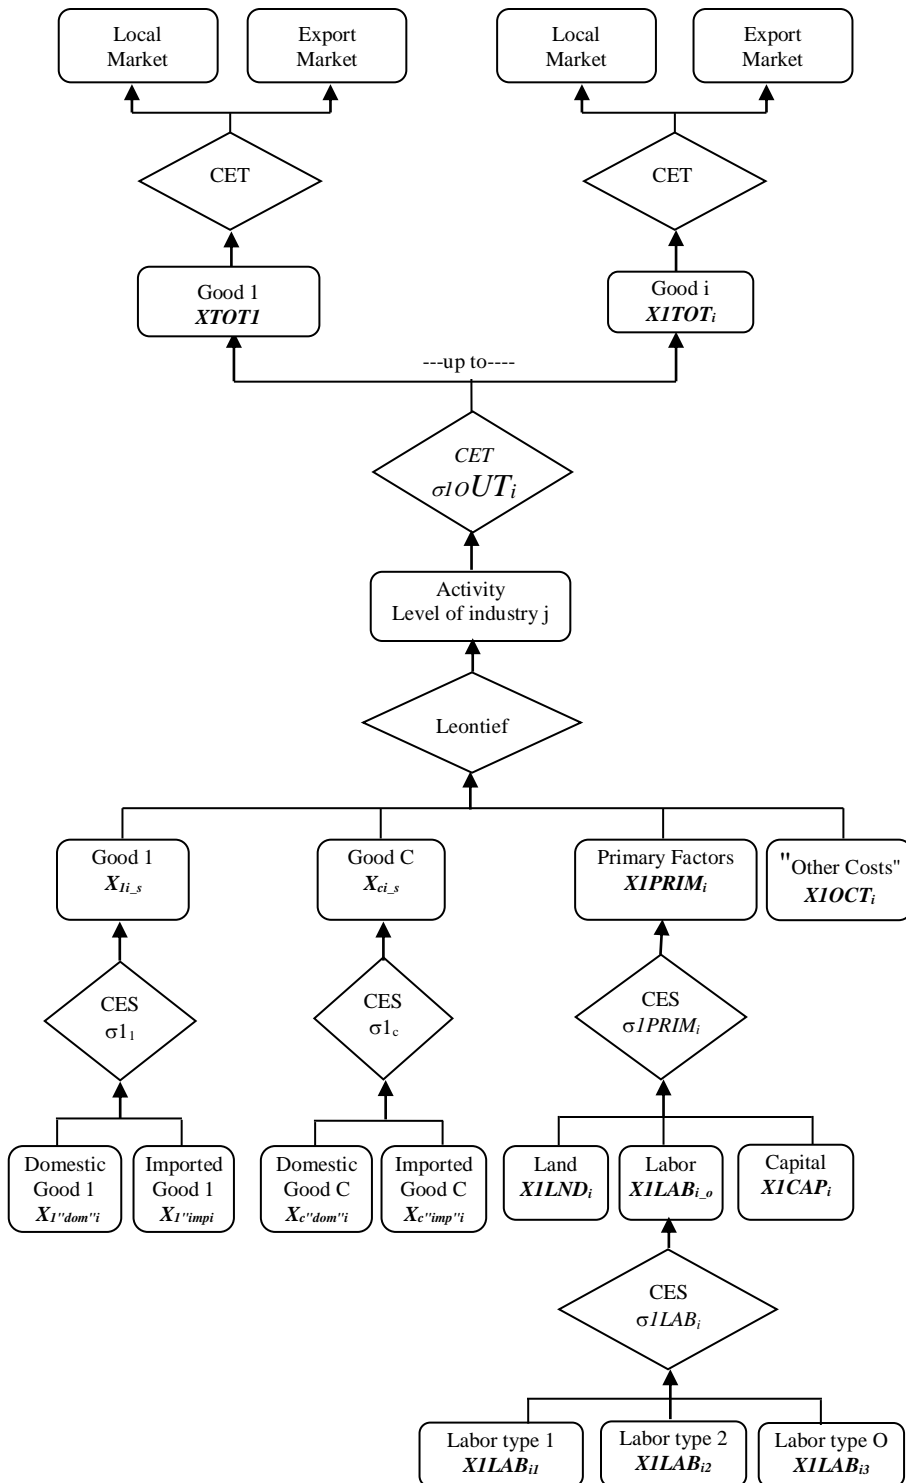 Local
Market
Export
Market
Local
Market
Export
Market
CET
CET
Good 1
XTOT1
Good i
X1TOTi
---up to----
CET
σ1OUTi
Activity
Level of industry j
Leontief
Good 1
X1i_s
Good C
Xci_s
Primary Factors
X1PRIMi
"Other Costs"
X1OCTi
CES
σ11
CES
σ1c
CES
σ1PRIMi
Domestic
Good 1
X1"dom"i
Imported
Good 1
X1"impi
Domestic
Good C
Xc"dom"i
Imported
Good C
Xc"imp"i
Land
X1LNDi
Labor
X1LABi_o
Capital
X1CAPi
CES
σ1LABi
Labor type 1
X1LABi1
Labor type 2
X1LABi2
Labor type O
X1LABi3